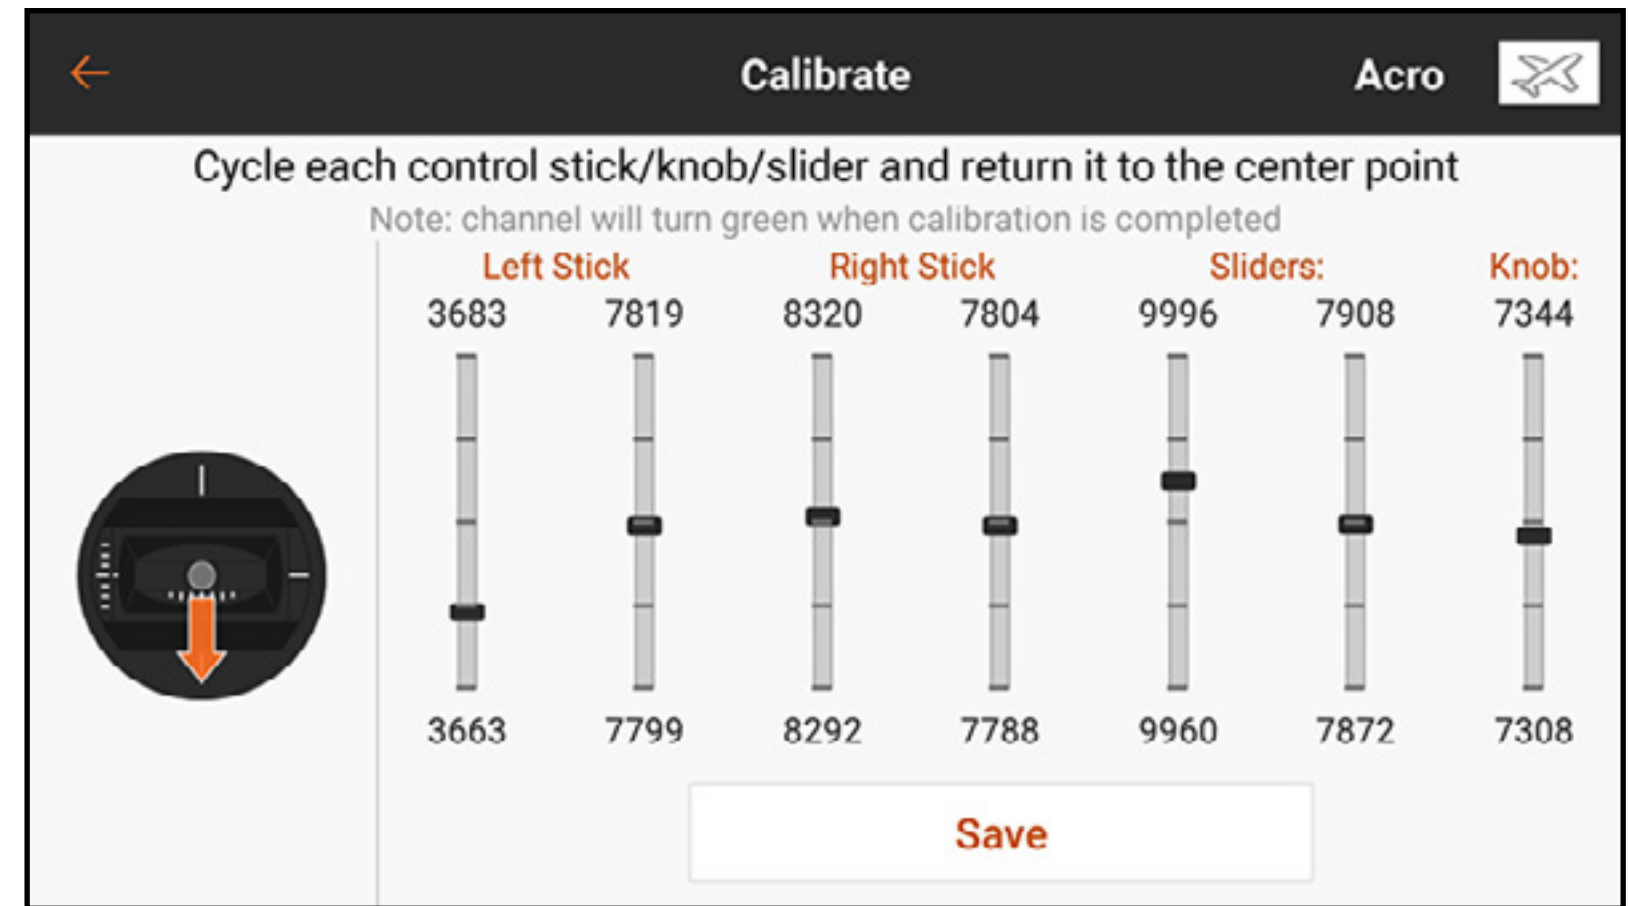 Calibrate Acro
Cycle each control stick/knob/slider and return it to the center point
Note: channel will turn green when calibration is completed
Left Stick Right Stick Sliders: Knob:
3683 7819 8320 7804 9996 7908 7344
3663 7799 8292 7788 9960 7872 7308
Save